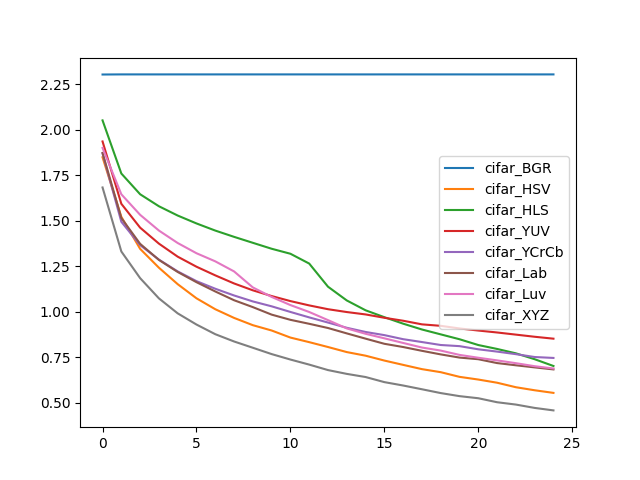 2.25
2.00
1.75
1.50
1.25
1.00
0.75
0.50
0
5
10
15
20
25
cifar_BGR
cifar_HSV
cifar_HLS
cifar_YUV
cifar_YCrCb
cifar_Lab
cifar_Luv
cifar_XYZ